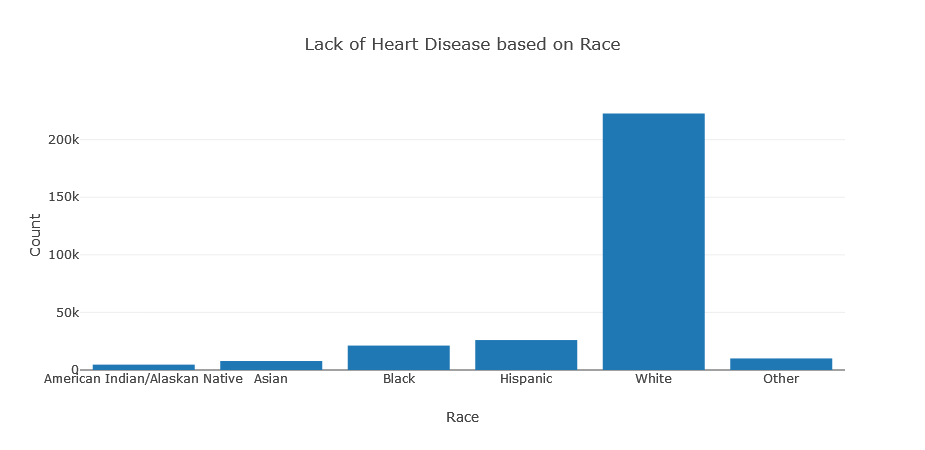 Lack of Heart Disease based on Race
200k
150k
100k
50k
0
Count
American Indian/Alaskan Native Asian Black Hispanic White Other
Race